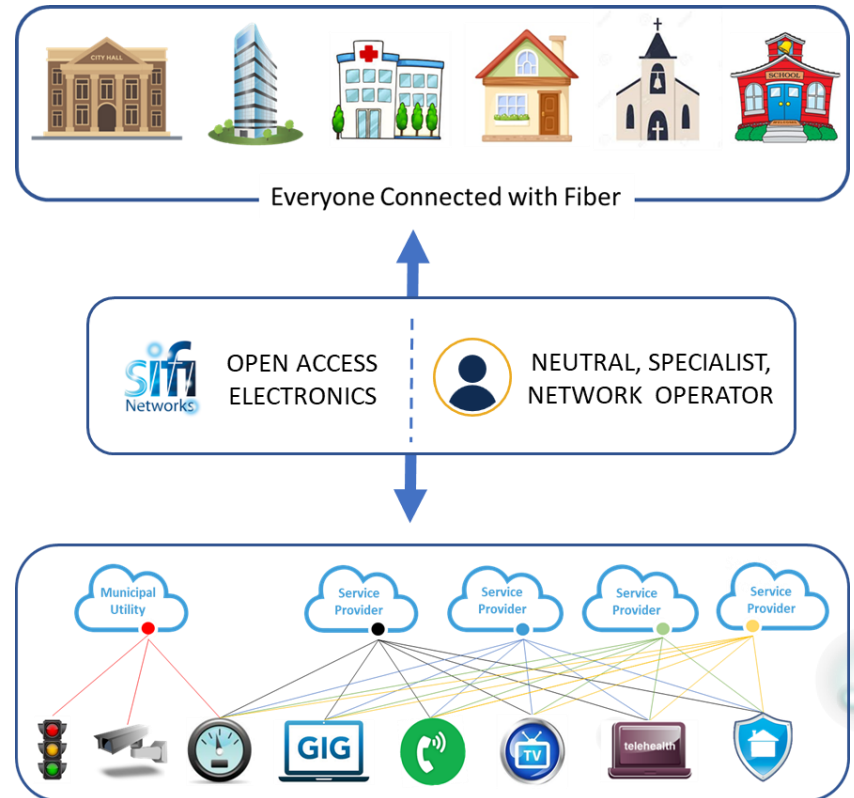 CITY HALL
SCHOOL
Everyone Connected with Fiber
sifi
Networks
OPEN ACCESS
ELECTRONICS
NEUTRAL, SPECIALIST,
NETWORK OPERATOR
Municipal
Utility
Service
Provider
Service
Provider
Service
Provider
Service
Provider
GIG
TV
telehealth